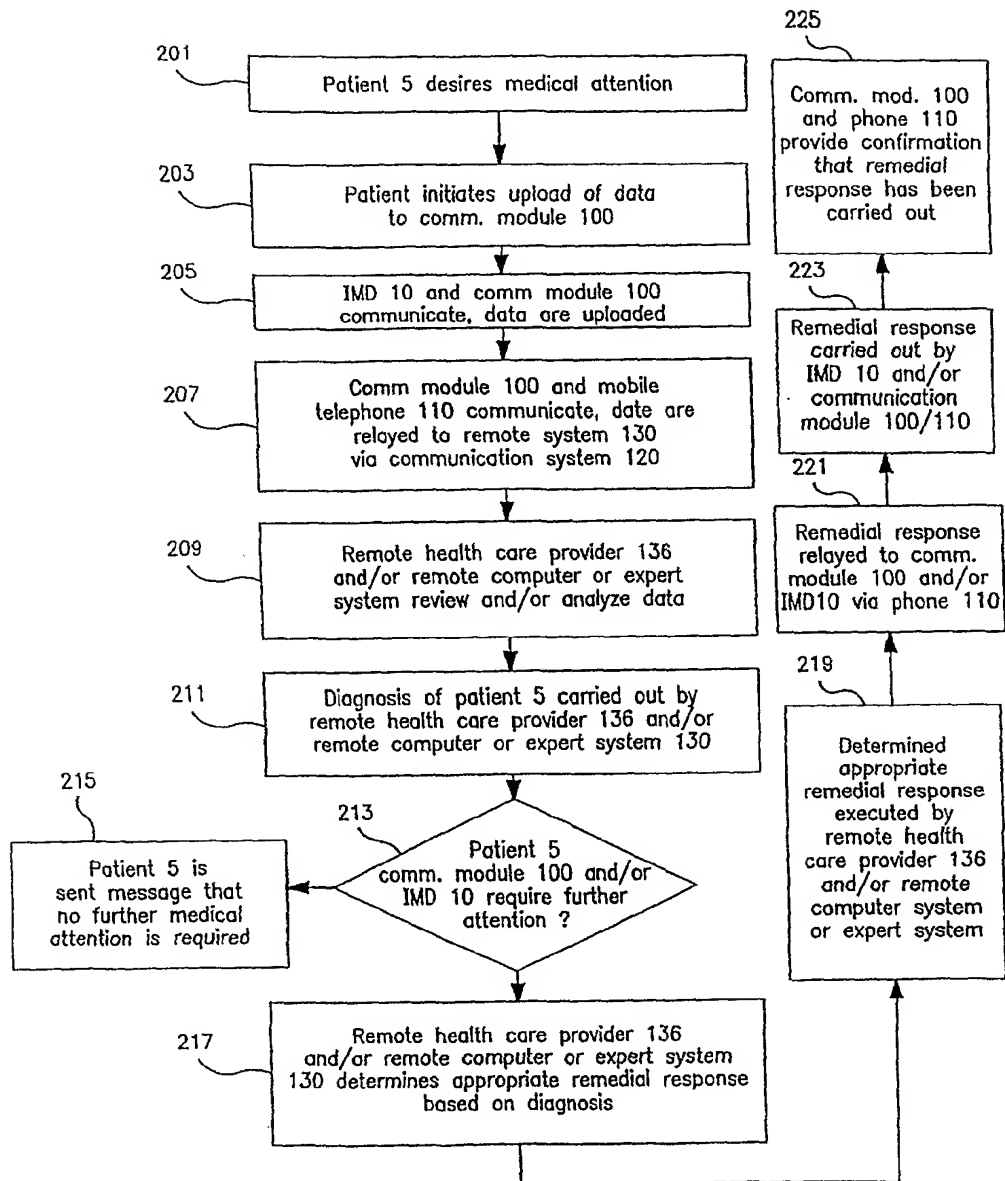 201
Patient 5 desires medical attention
203
Patient initiates upload of data
to comm. module 100
205
IMD 10 and comm module 100
communicate, data are uploaded
207
Comm module 100 and mobile
telephone 110 communicate, date are
relayed to remote system 130
via communication system 120
209
Remote health care provider 136
and/or remote computer or expert
system review and/or analyze data
211
Diagnosis of patient 5 carried out by
remote health care provider 136 and/or
remote computer or expert system 130
213
Patient 5
comm. module 100 and/or
IMD 10 require further
attention ?
215
Patient 5 is
sent message that
no further medical
attention is required
217
Remote health care provider 136
and/or remote computer or expert system
130 determines appropriate remedial response
based on diagnosis
219
Determined
appropriate
remedial response
executed by
remote health
care provider 136
and/or remote
computer system
or expert system
221
Remedial response
relayed to comm.
module 100 and/or
IMD10 via phone 110
223
Remedial response
carried out by
IMD 10 and/or
communication
module 100/110
225
Comm. mod. 100
and phone 110
provide confirmation
that remedial
response has been
carried out